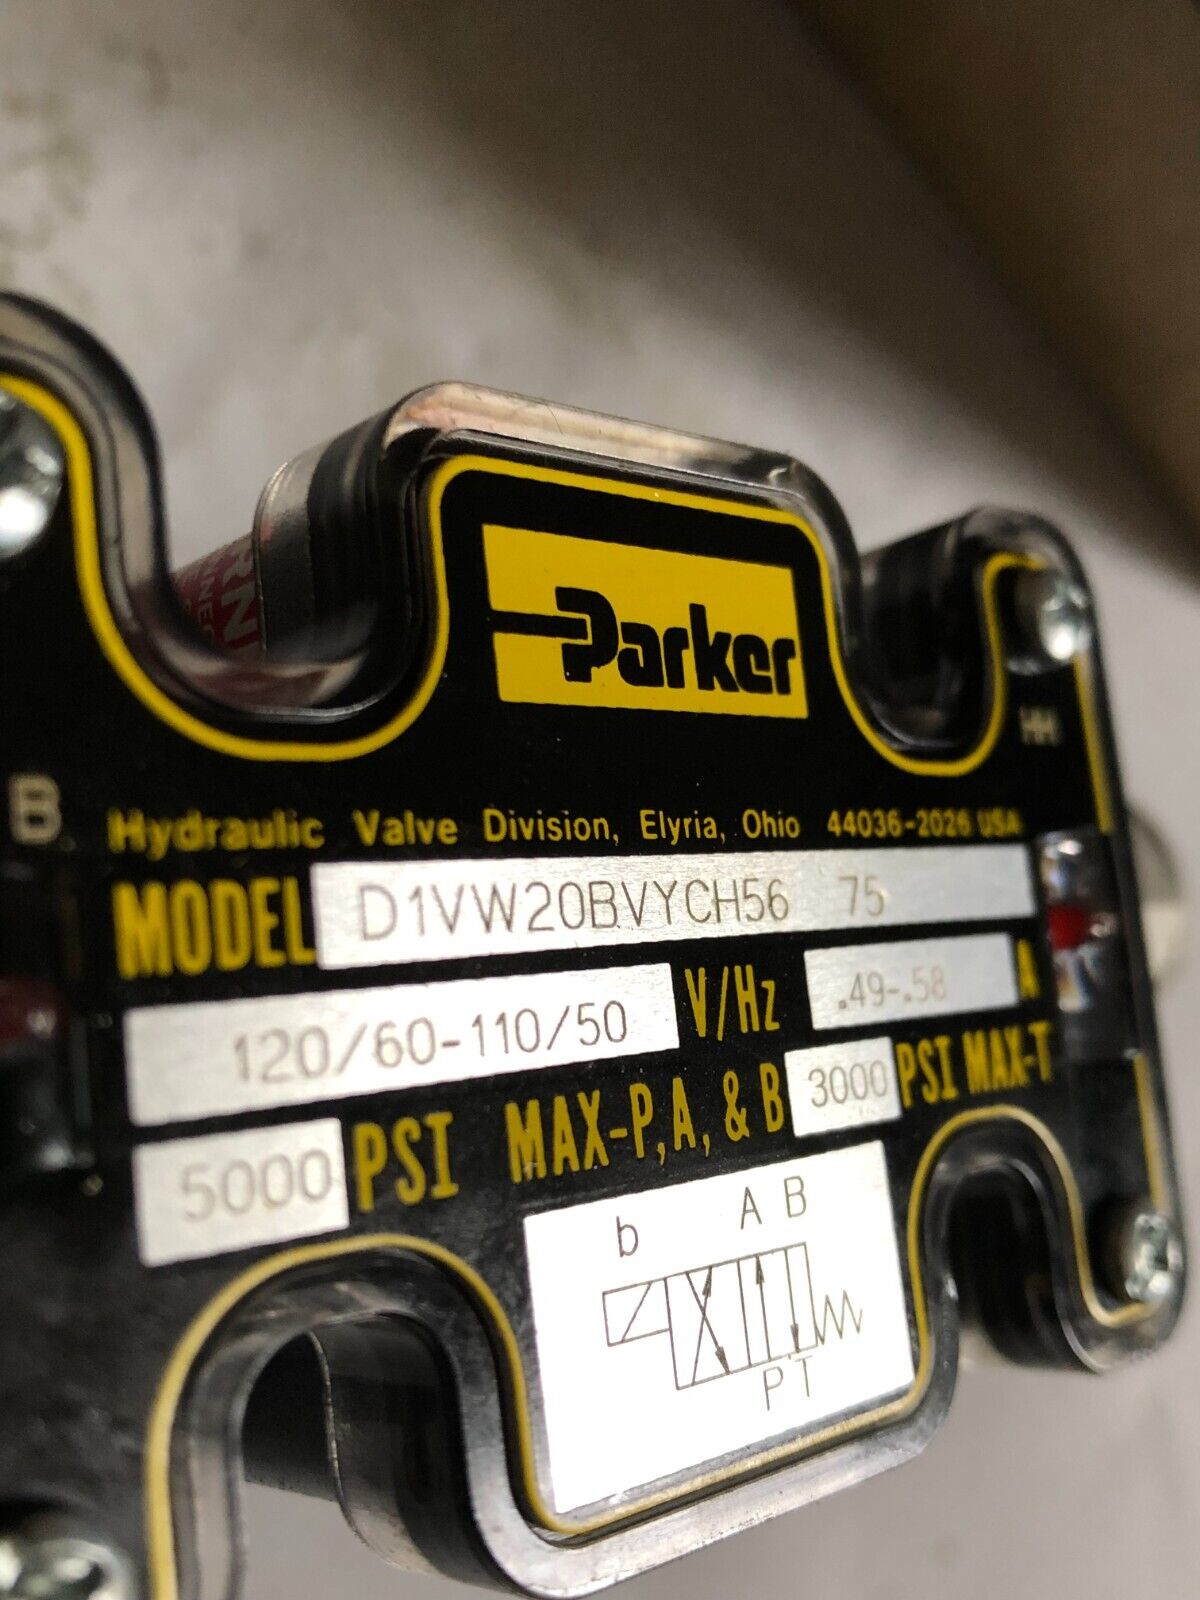 Parker
HH
B
Hydraulic Valve Division, Elyria, Ohio 44036-2026 USA
MODEL D1VW20BVYCH56 75
120/60-110/50 V/Hz .49-.58 A
5000 PSI MAX-P,A, & B 3000 PSI MAX-T
b A B
P T